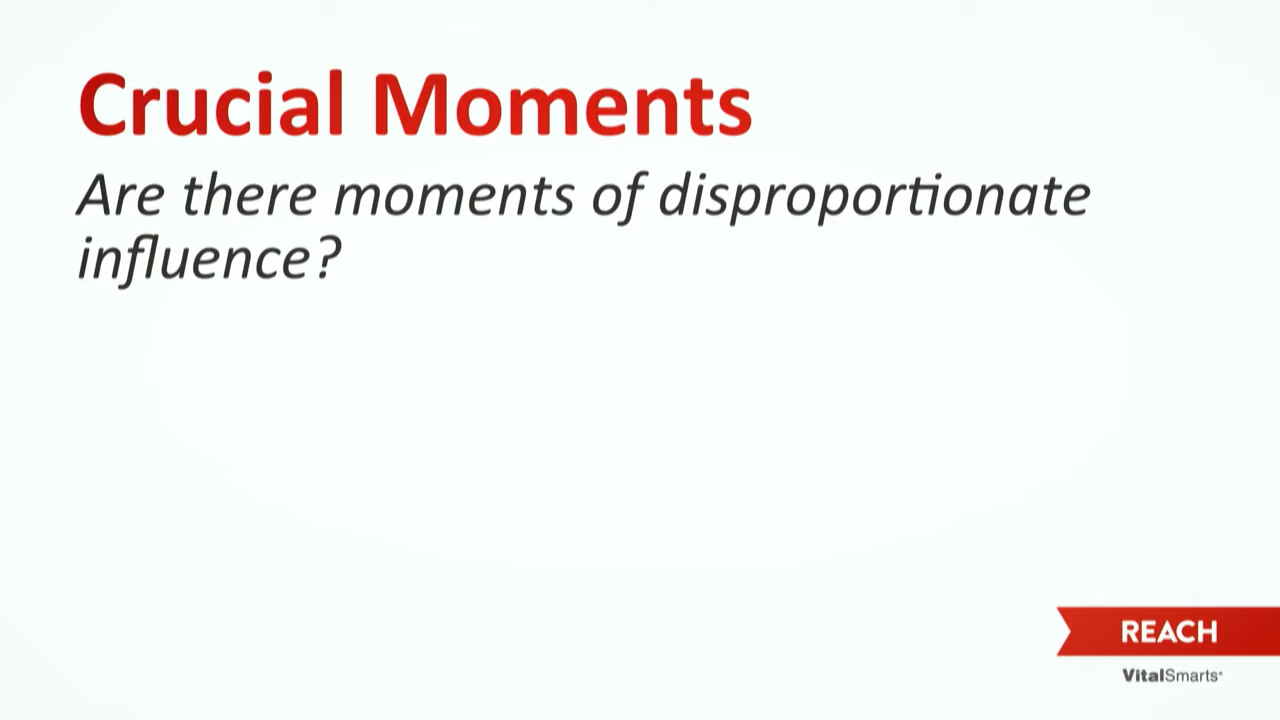 Crucial Moments
Are there moments of disproportionate
influence?
REACH
VitalSmarts